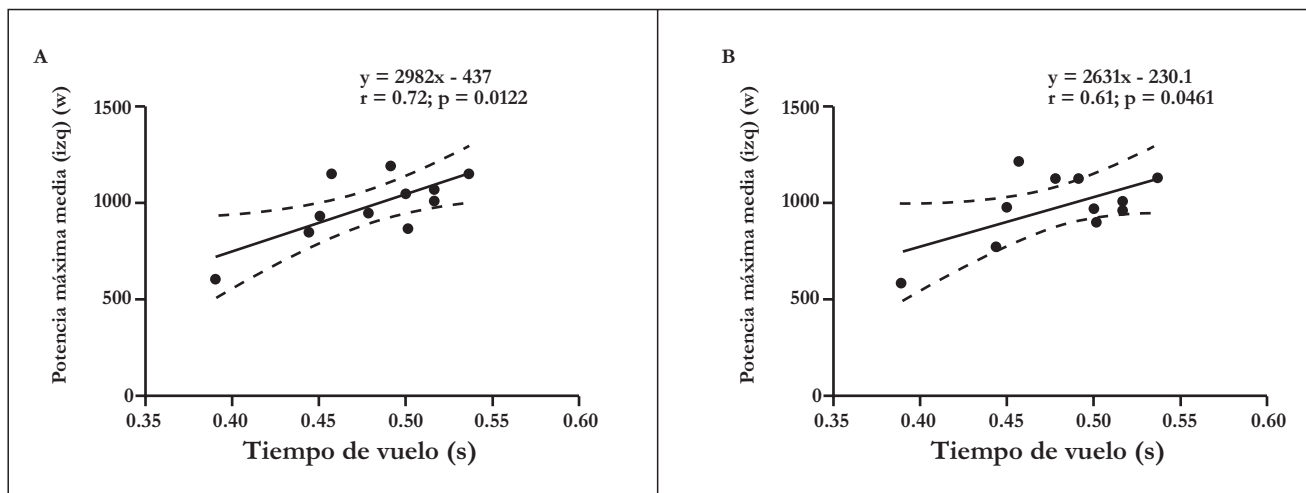 A
y = 2982x - 437
r = 0.72; p = 0.0122
Potencia máxima media (izq) (w)
1500
1000
500
0
0.35 0.40 0.45 0.50 0.55 0.60
Tiempo de vuelo (s)
B
y = 2631x - 230.1
r = 0.61; p = 0.0461
Potencia máxima media (izq) (w)
1500
1000
500
0
0.35 0.40 0.45 0.50 0.55 0.60
Tiempo de vuelo (s)